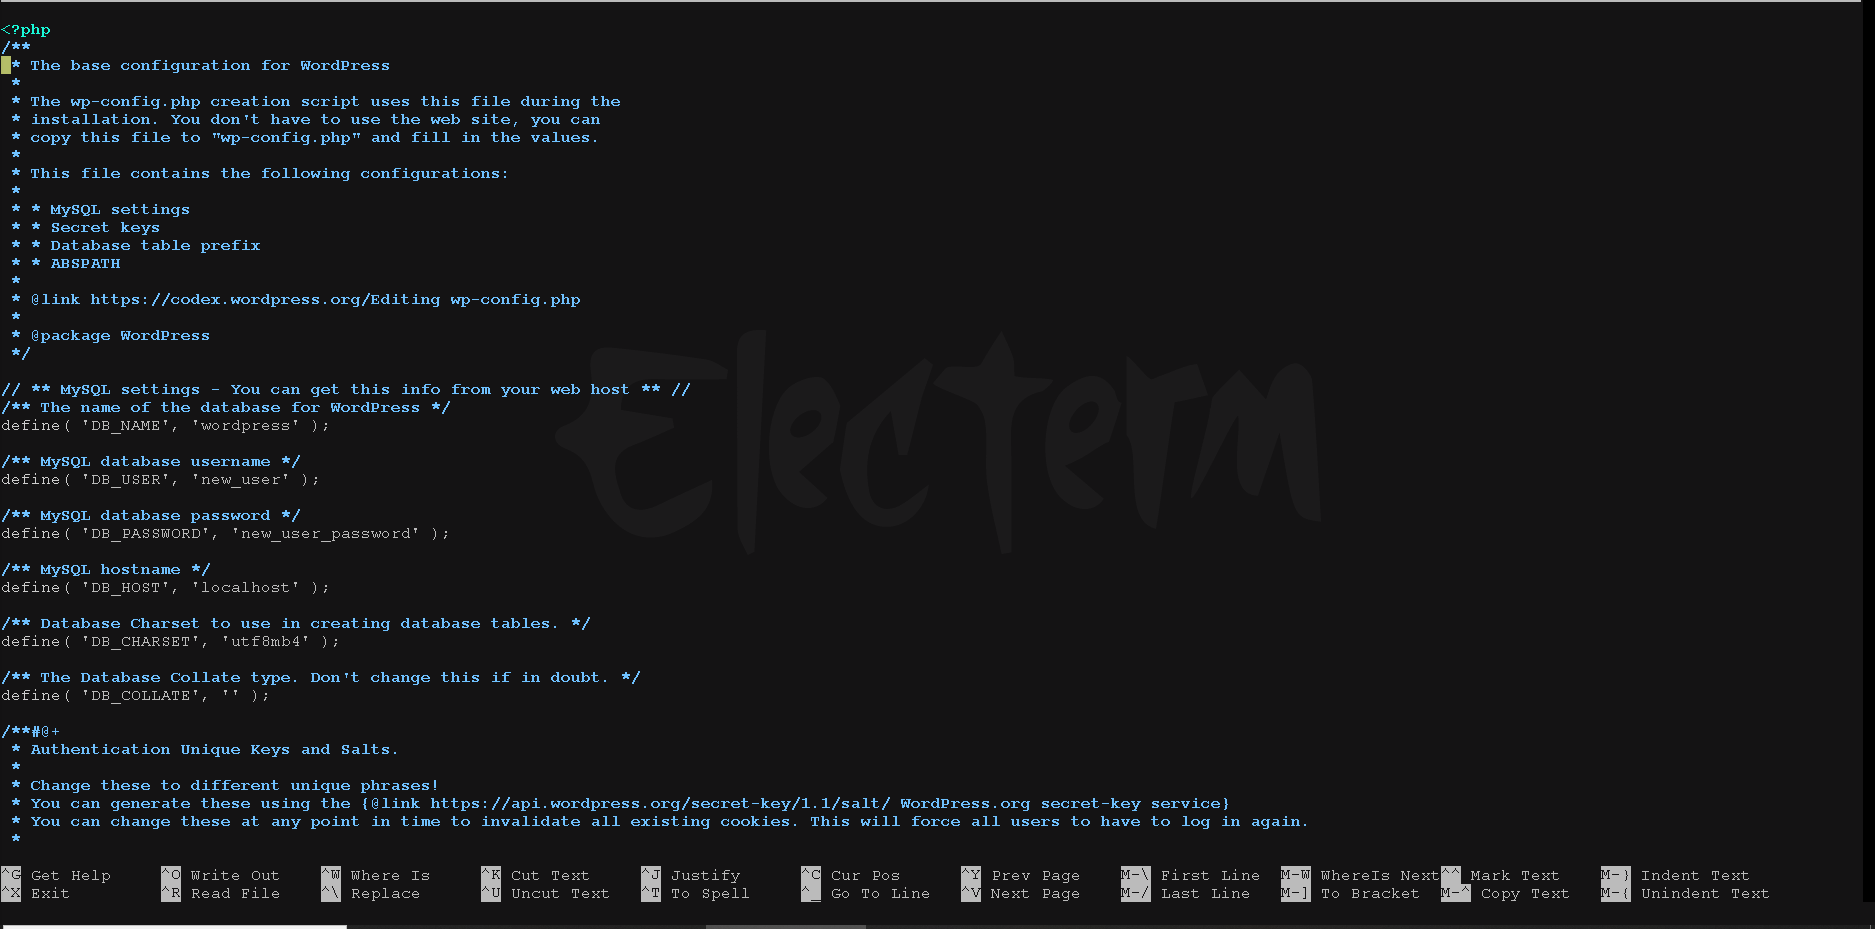 <?php
/**
 * The base configuration for WordPress
 *
 * The wp-config.php creation script uses this file during the
 * installation. You don't have to use the web site, you can
 * copy this file to "wp-config.php" and fill in the values.
 *
 * This file contains the following configurations:
 *
 * * MySQL settings
 * * Secret keys
 * * Database table prefix
 * * ABSPATH
 *
 * @link https://codex.wordpress.org/Editing wp-config.php
 *
 * @package WordPress
 */
// ** MySQL settings - You can get this info from your web host ** //
/** The name of the database for WordPress */
define( 'DB_NAME', 'wordpress' );
/** MySQL database username */
define( 'DB_USER', 'new_user' );
/** MySQL database password */
define( 'DB_PASSWORD', 'new_user_password' );
/** MySQL hostname */
define( 'DB_HOST', 'localhost' );
/** Database Charset to use in creating database tables. */
define( 'DB_CHARSET', 'utf8mb4' );
/** The Database Collate type. Don't change this if in doubt. */
define( 'DB_COLLATE', '' );
/**#@+
 * Authentication Unique Keys and Salts.
 *
 * Change these to different unique phrases!
 * You can generate these using the {@link https://api.wordpress.org/secret-key/1.1/salt/ WordPress.org secret-key service}
 * You can change these at any point in time to invalidate all existing cookies. This will force all users to have to log in again.
 *
Electerm
^G Get Help ^O Write Out ^W Where Is ^K Cut Text ^J Justify ^C Cur Pos ^Y Prev Page M-\ First Line M-W WhereIs Next ^^ Mark Text M-} Indent Text
^X Exit ^R Read File ^\ Replace ^U Uncut Text ^T To Spell ^_ Go To Line ^V Next Page M-/ Last Line M-] To Bracket M-^ Copy Text M-{ Unindent Text